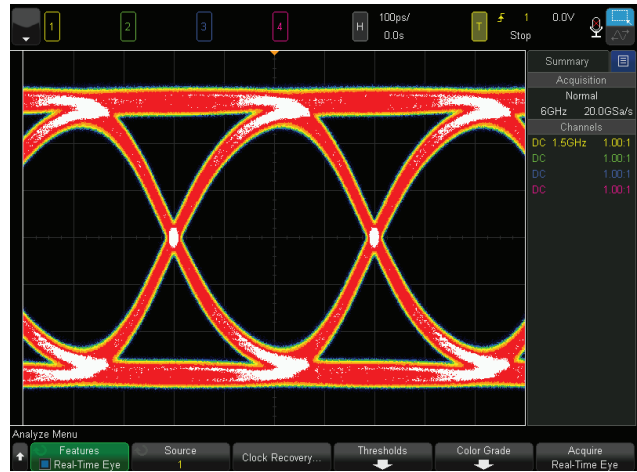 1 2 3 4 H 100ps/ 0.0s T 1 0.0V Stop
Summary
Acquisition
Normal
6GHz 20.0GSa/s
Channels
DC 1.5GHz 1.00:1
DC 1.00:1
DC 1.00:1
DC 1.00:1
Analyze Menu
Features Source Clock Recovery... Thresholds Color Grade Acquire
Real-Time Eye 1 Real-Time Eye